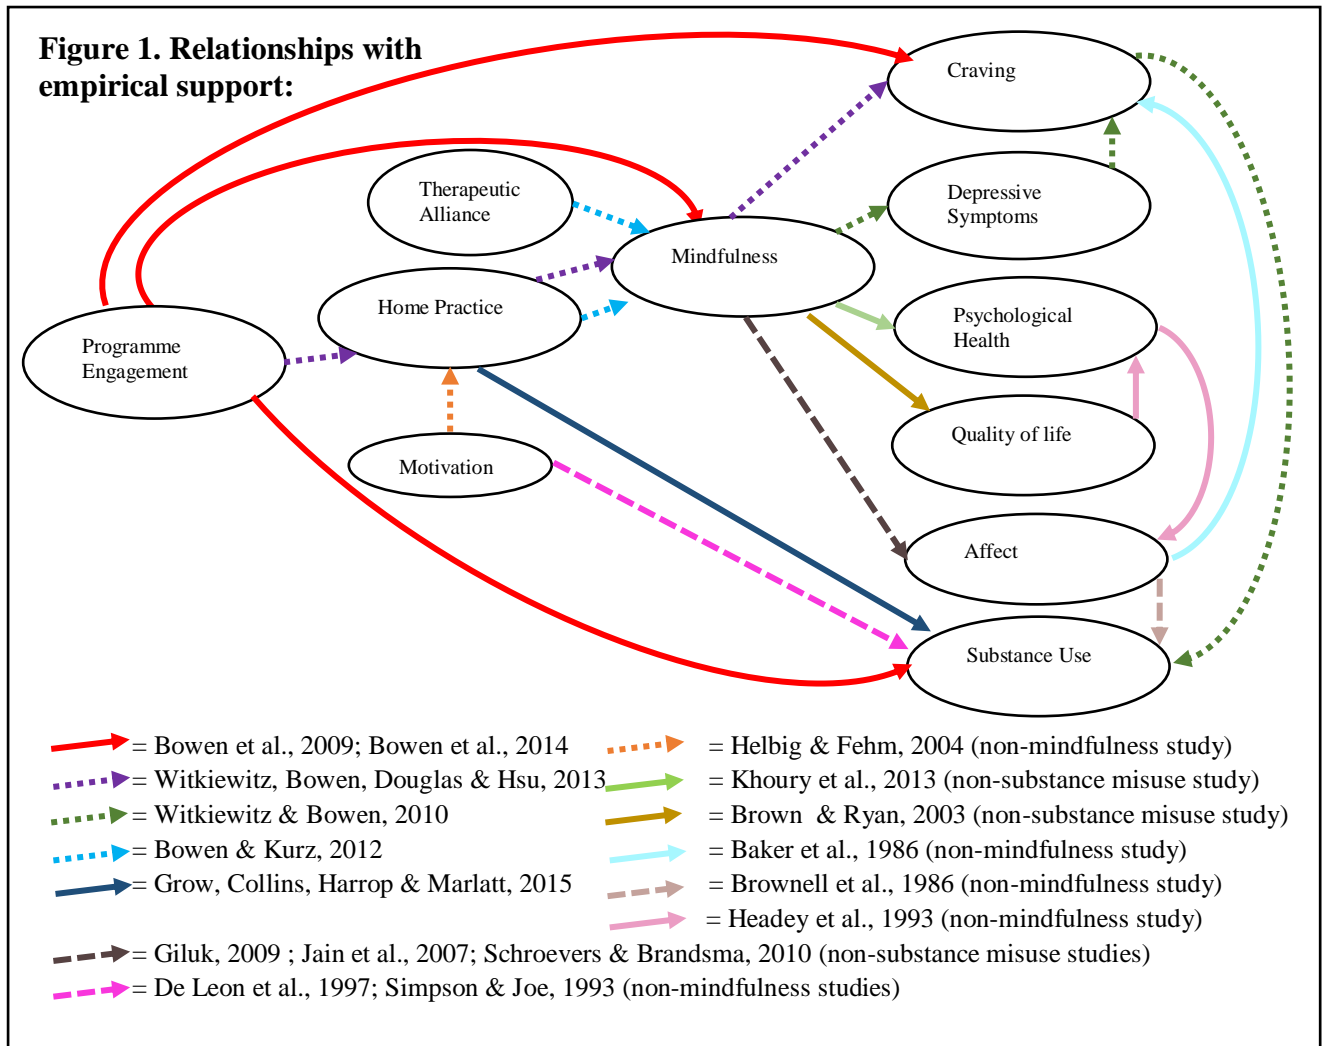 Figure 1. Relationships with
empirical support:
Craving
Therapeutic
Alliance
Depressive
Symptoms
Mindfulness
Home Practice
Psychological
Health
Programme
Engagement
Quality of life
Motivation
Affect
Substance Use
= Bowen et al., 2009; Bowen et al., 2014
= Witkiewitz, Bowen, Douglas & Hsu, 2013
= Witkiewitz & Bowen, 2010
= Bowen & Kurz, 2012
= Grow, Collins, Harrop & Marlatt, 2015
= Helbig & Fehm, 2004 (non-mindfulness study)
= Khoury et al., 2013 (non-substance misuse study)
= Brown & Ryan, 2003 (non-substance misuse study)
= Baker et al., 1986 (non-mindfulness study)
= Brownell et al., 1986 (non-mindfulness study)
= Headey et al., 1993 (non-mindfulness study)
= Giluk, 2009 ; Jain et al., 2007; Schroevers & Brandsma, 2010 (non-substance misuse studies)
= De Leon et al., 1997; Simpson & Joe, 1993 (non-mindfulness studies)